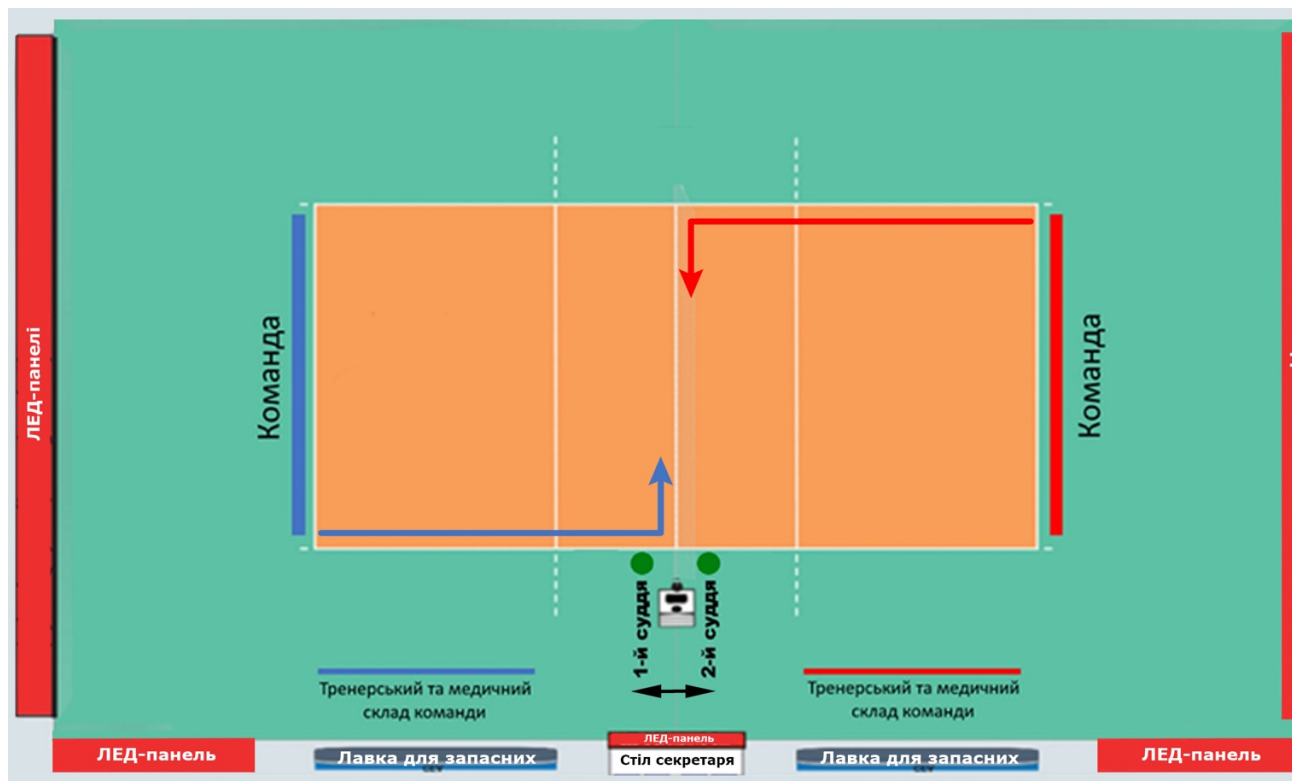 ЛЕД-панелі
Команда
Команда
1-й суддя
2-й суддя
Тренерський та медичний
склад команди
Тренерський та медичний
склад команди
ЛЕД-панель
Лавка для запасних
ЛЕД-панель
Стіл секретаря
Лавка для запасних
ЛЕД-панель